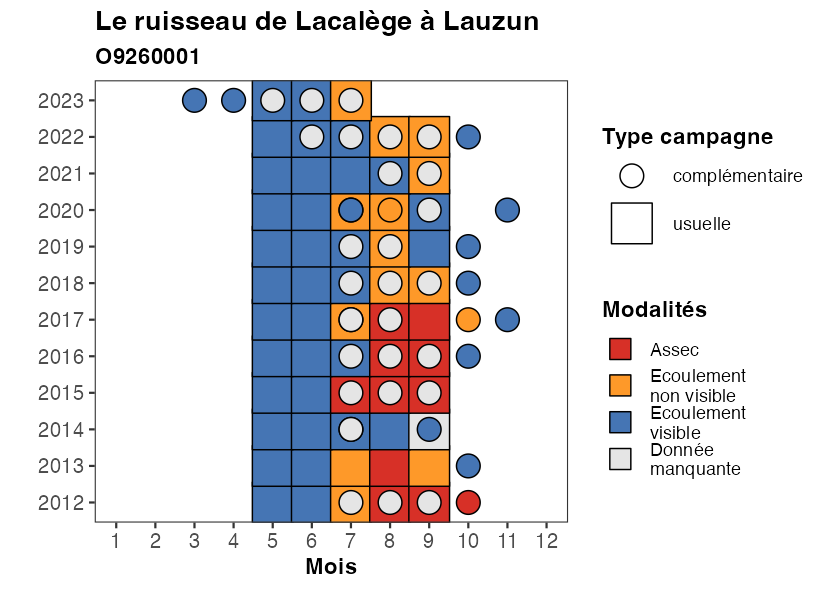 Le ruisseau de Lacalège à Lauzun
O9260001
2023
2022
2021
2020
2019
2018
2017
2016
2015
2014
2013
2012
1 2 3 4 5 6 7 8 9 10 11 12
Mois
Type campagne
complémentaire
usuelle
Modalités
Assec
Ecoulement
non visible
Ecoulement
visible
Donnée
manquante